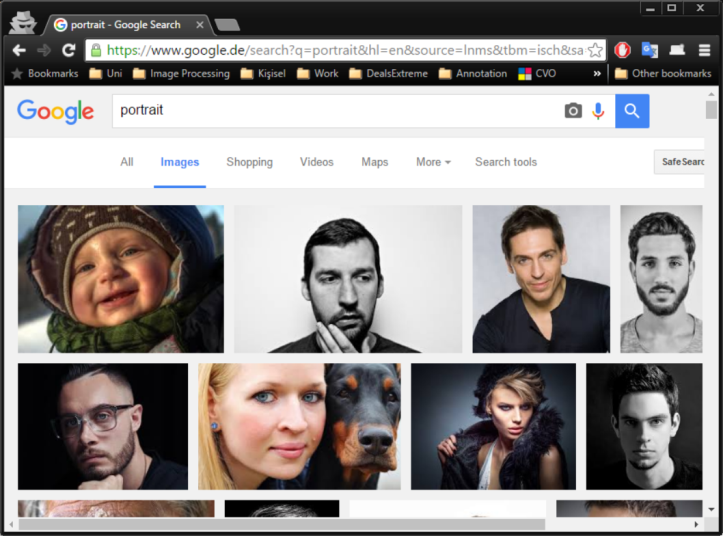 portrait - Google Search
https://www.google.de/search?q=portrait&hl=en&source=lnms&tbm=isch&sa
Bookmarks Uni Image Processing Kişisel Work DealsExtreme Annotation CVO » Other bookmarks
Google portrait
All Images Shopping Videos Maps More Search tools SafeSearc